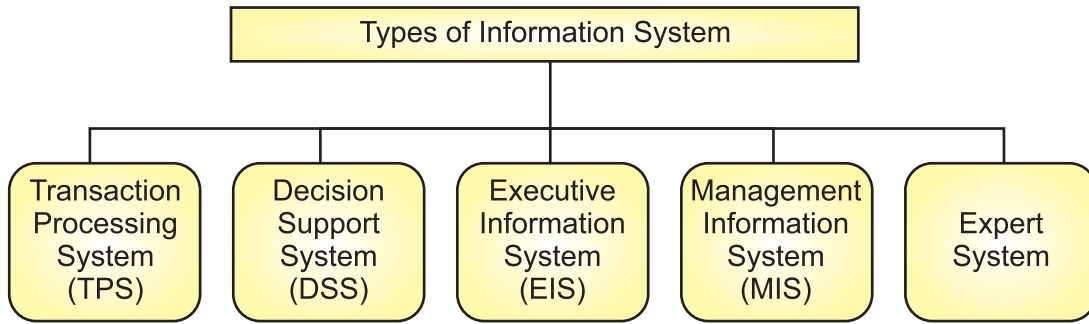 Types of Information System
Transaction
Processing
System
(TPS)
Decision
Support
System
(DSS)
Executive
Information
System
(EIS)
Management
Information
System
(MIS)
Expert
System